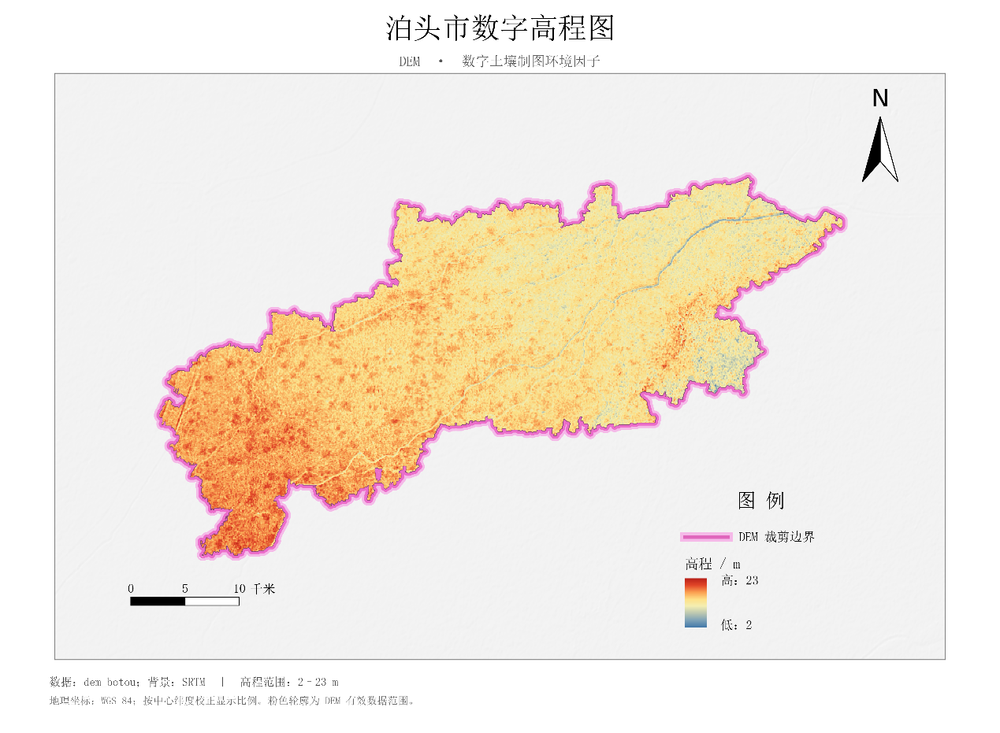 泊头市数字高程图
DEM · 数字土壤制图环境因子
N
图 例
DEM 裁剪边界
高程 / m
高: 23
低: 2
0 5 10 千米
数据: dem botou; 背景: SRTM | 高程范围: 2–23 m
地理坐标: WGS 84; 按中心纬度校正显示比例。粉色轮廓为 DEM 有效数据范围。